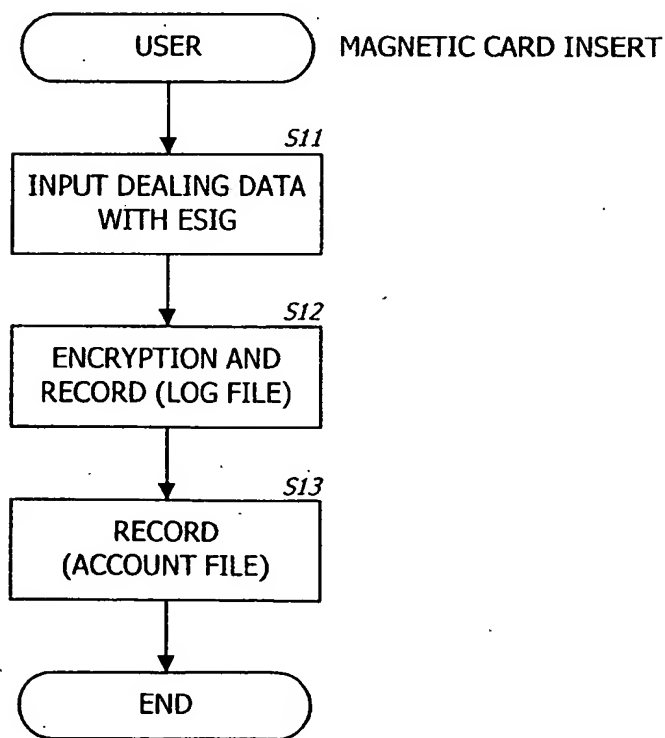 USER
MAGNETIC CARD INSERT
S11
INPUT DEALING DATA
WITH ESIG
S12
ENCRYPTION AND
RECORD (LOG FILE)
S13
RECORD
(ACCOUNT FILE)
END